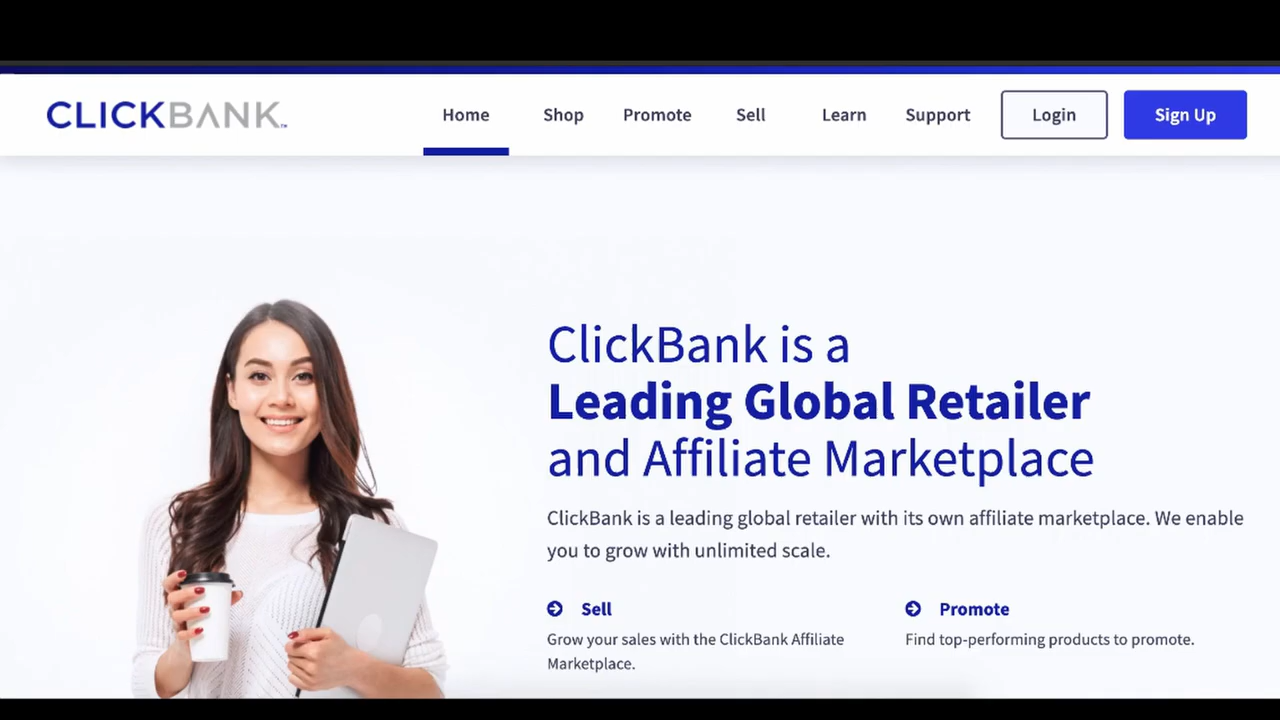 CLICKBANK™
Home Shop Promote Sell Learn Support Login Sign Up
ClickBank is a
Leading Global Retailer
and Affiliate Marketplace
ClickBank is a leading global retailer with its own affiliate marketplace. We enable
you to grow with unlimited scale.
Sell
Grow your sales with the ClickBank Affiliate
Marketplace.
Promote
Find top-performing products to promote.